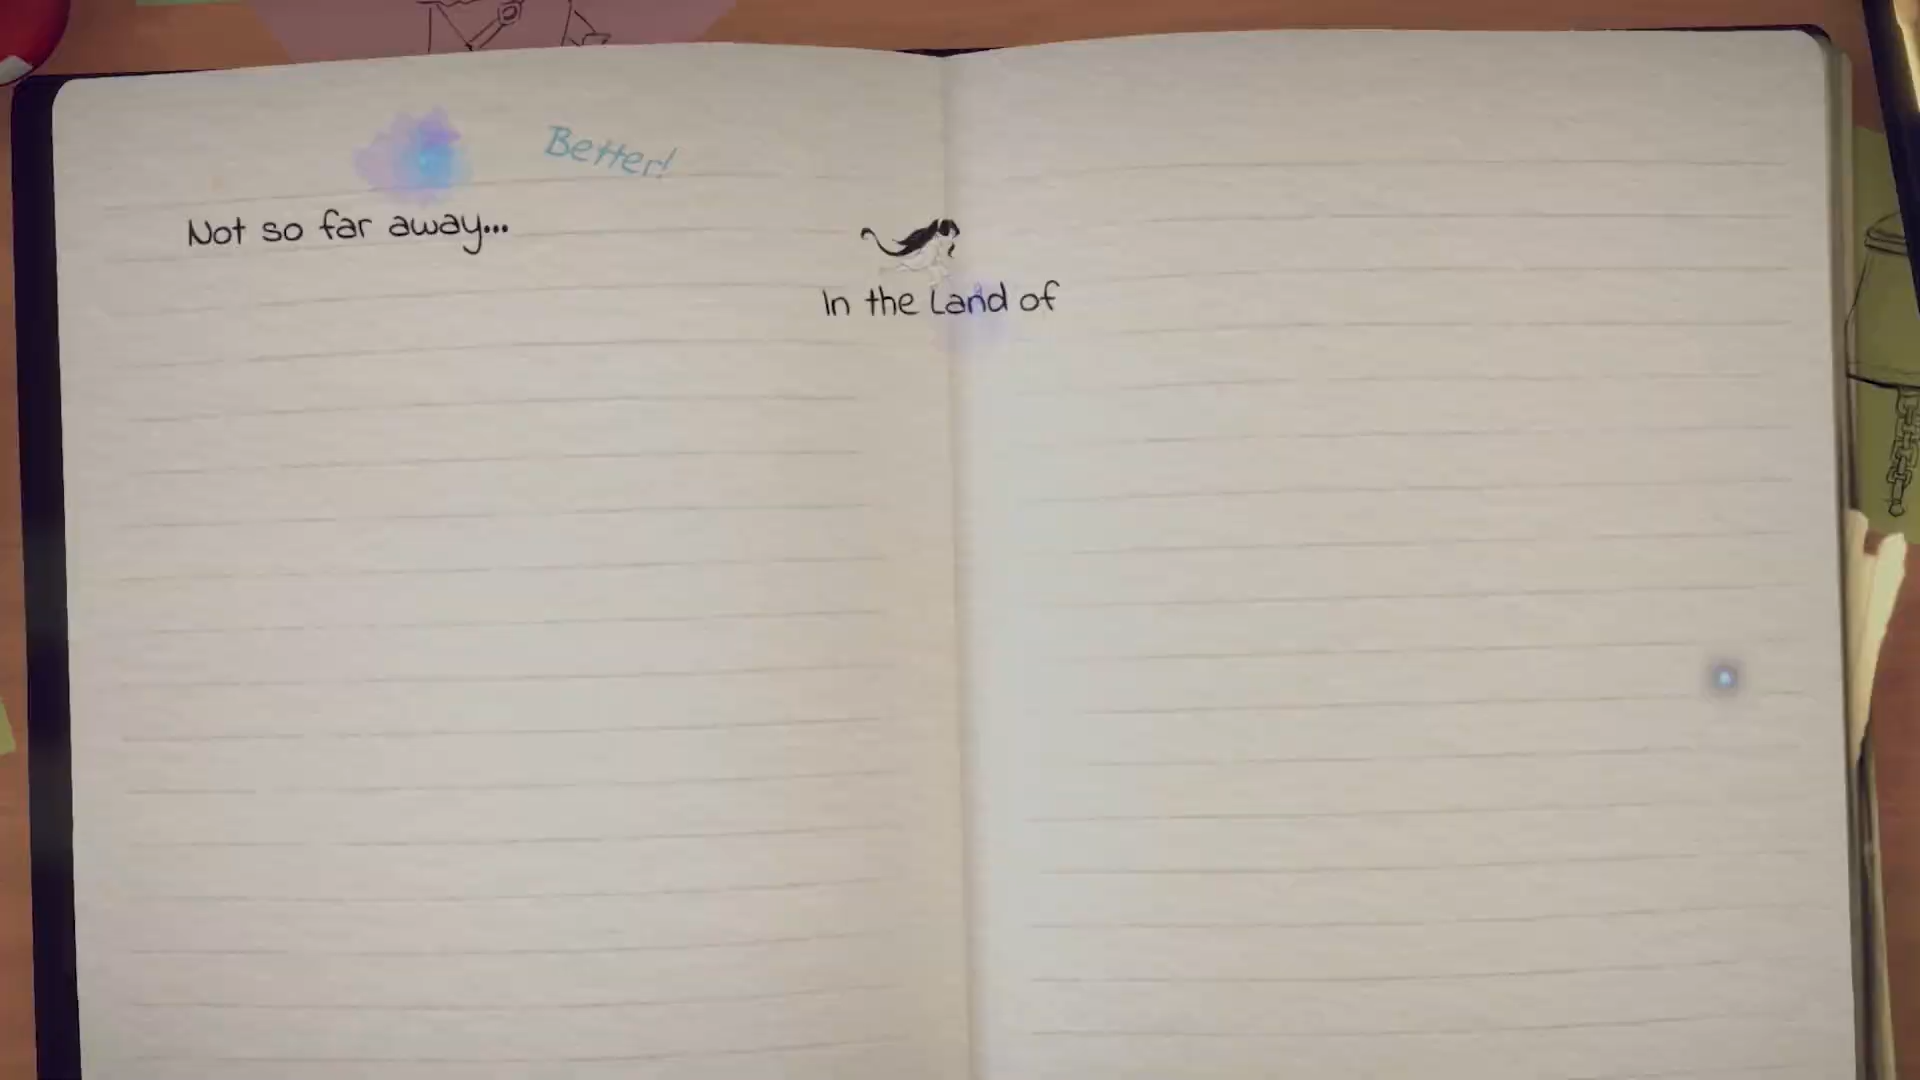 Better!
Not so far away...
In the Land of